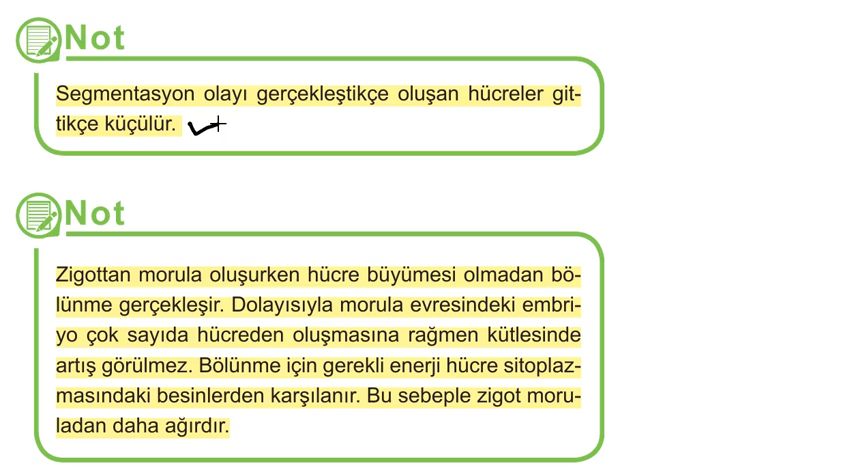 Not
Segmentasyon olayı gerçekleştikçe oluşan hücreler git-
tikçe küçülür.
Not
Zigottan morula oluşurken hücre büyümesi olmadan bö-
lünme gerçekleşir. Dolayısıyla morula evresindeki embri-
yo çok sayıda hücreden oluşmasına rağmen kütlesinde
artış görülmez. Bölünme için gerekli enerji hücre sitoplaz-
masındaki besinlerden karşılanır. Bu sebeple zigot moru-
ladan daha ağırdır.